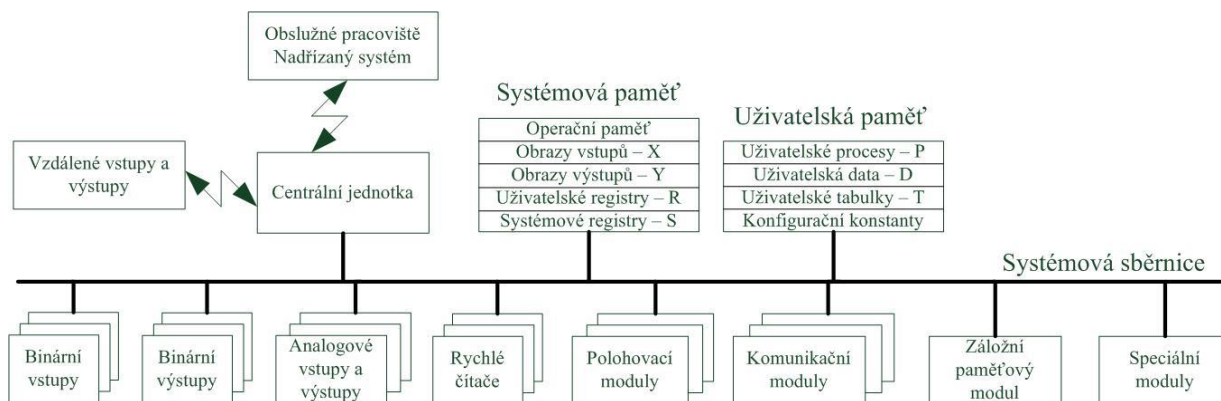 Obslužné pracoviště
Nadřízaný systém
Systémová paměť
Uživatelská paměť
Operační paměť
Obrazy vstupů – X
Obrazy výstupů – Y
Uživatelské registry – R
Systémové registry – S
Uživatelské procesy – P
Uživatelská data – D
Uživatelské tabulky – T
Konfigurační konstanty
Vzdálené vstupy a
výstupy
Centrální jednotka
Systémová sběrnice
Binární
vstupy
Binární
výstupy
Analogové
vstupy a
výstupy
Rychlé
čítače
Polohovací
moduly
Komunikační
moduly
Záložní
paměťový
modul
Speciální
moduly